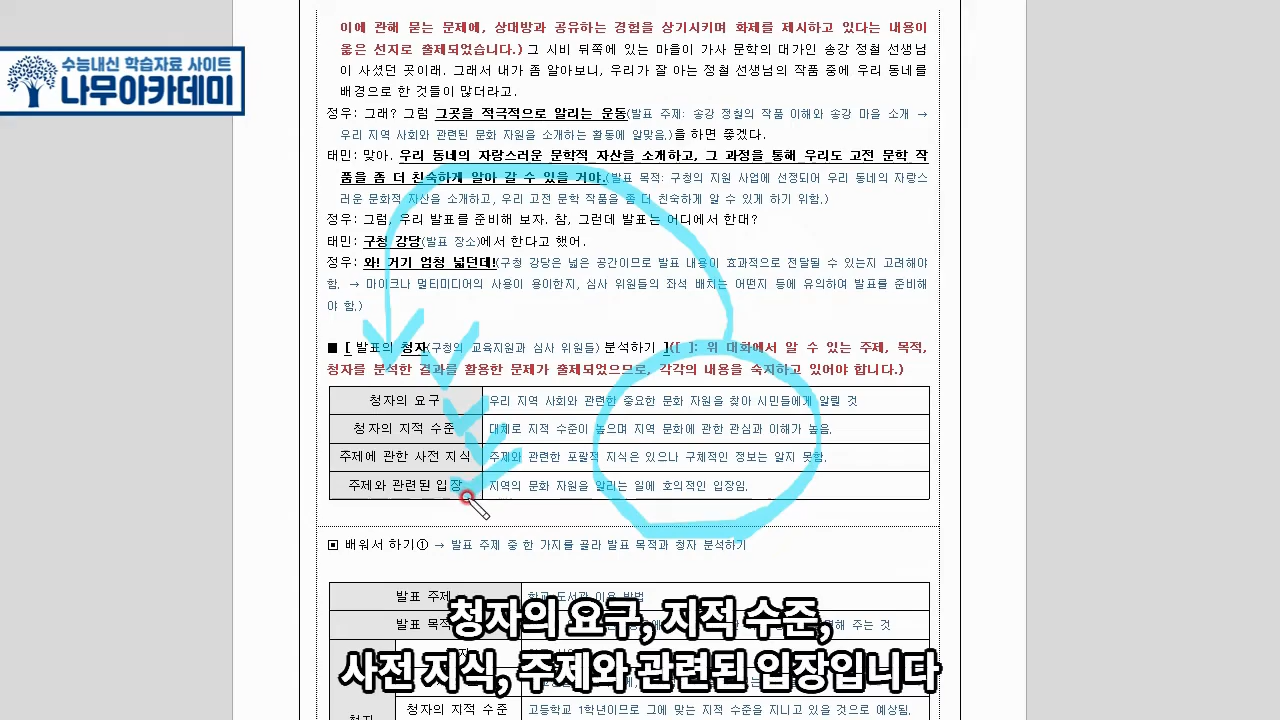 이에 관해 묻는 문제에, 상대방과 공유하는 경험을 상기시키며 화제를 제시하고 있다는 내용이
옳은 선지로 출제되었습니다.) 그 시비 뒤쪽에 있는 마을이 가사 문학의 대가인 송강 정철 선생님
이 사셨던 곳이래. 그래서 내가 좀 알아보니, 우리가 잘 아는 정철 선생님의 작품 중에 우리 동네를
배경으로 한 것들이 많더라고.
수능내신 학습자료 사이트
나무아카데미
정우: 그래? 그럼 그곳을 적극적으로 알리는 운동(발표 주제: 송강 정철의 작품 이해와 송강 마을 소개 →
우리 지역 사회와 관련된 문화 자원을 소개하는 활동에 알맞음.)을 하면 좋겠다.
태민: 맞아. 우리 동네의 자랑스러운 문학적 자산을 소개하고, 그 과정을 통해 우리도 고전 문학 작
품을 좀 더 친숙하게 알아 갈 수 있을 거야.(발표 목적: 구청의 지원 사업에 선정되어 우리 동네의 자랑스
러운 문화적 자산을 소개하고, 우리 고전 문학 작품을 좀 더 친숙하게 알 수 있게 하기 위함.)
정우: 그럼, 우리 발표를 준비해 보자. 참, 그런데 발표는 어디에서 한대?
태민: 구청 강당(발표 장소)에서 한다고 했어.
정우: 와! 거기 엄청 넓던데!(구청 강당은 넓은 공간이므로 발표 내용이 효과적으로 전달될 수 있는지 고려해야
함. → 마이크나 멀티미디어의 사용이 용이한지, 심사 위원들의 좌석 배치는 어떤지 등에 유의하여 발표를 준비해
야 함.)
■ [ 발표의 청자(구청의 교육지원과 심사 위원들) 분석하기 ]([ ]: 위 대화에서 알 수 있는 주제, 목적,
청자를 분석한 결과를 활용한 문제가 출제되었으므로, 각각의 내용을 숙지하고 있어야 합니다.)
청자의 요구 우리 지역 사회와 관련한 중요한 문화 자원을 찾아 시민들에게 알릴 것
청자의 지적 수준 대체로 지적 수준이 높으며 지역 문화에 관한 관심과 이해가 높음.
주제에 관한 사전 지식 주제와 관련한 포괄적 지식은 있으나 구체적인 정보는 알지 못함.
주제와 관련된 입장 지역의 문화 자원을 알리는 일에 호의적인 입장임.
▣ 배워서 하기① → 발표 주제 중 한 가지를 골라 발표 목적과 청자 분석하기
발표 주제 학교 도서관 이용 방법
발표 목적 해 주는 것
청자의 요구, 지적 수준,
사전 지식, 주제와 관련된 입장입니다
청자의 지적 수준 고등학교 1학년이므로 그에 맞는 지적 수준을 지니고 있을 것으로 예상됨.